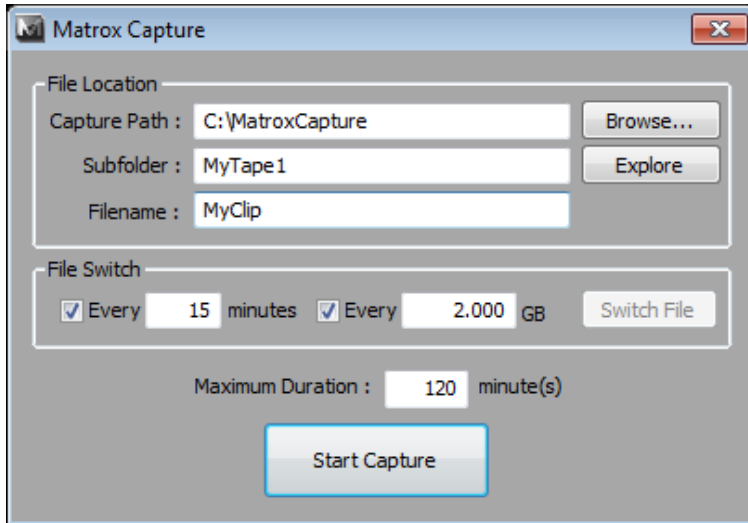 Matrox Capture
File Location
Capture Path : C:\MatroxCapture Browse...
Subfolder : MyTape1 Explore
Filename : MyClip
File Switch
Every 15 minutes Every 2.000 GB Switch File
Maximum Duration : 120 minute(s)
Start Capture